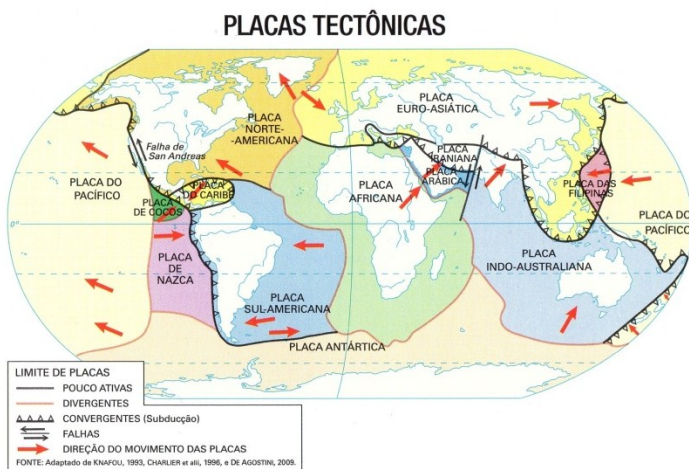 PLACAS TECTÔNICAS
PLACA
NORTE-
AMERICANA
PLACA
EURO-ASIÁTICA
Falha de
San Andreas
PLACA
IRANIANA
PLACA
ARÁBICA
PLACA DO
PACÍFICO
PLACA
DO CARIBE
PLACA
DE COCOS
PLACA
AFRICANA
PLACA DAS
FILIPINAS
PLACA DO
PACÍFICO
0°
0°
PLACA
DE
NAZCA
PLACA
INDO-AUSTRALIANA
PLACA
SUL-AMERICANA
PLACA ANTÁRTICA
LIMITE DE PLACAS
POUCO ATIVAS
DIVERGENTES
CONVERGENTES (Subducção)
FALHAS
DIREÇÃO DO MOVIMENTO DAS PLACAS
FONTE: Adaptado de KNAFOU, 1993, CHARLIER et alii, 1996, e DE AGOSTINI, 2009.